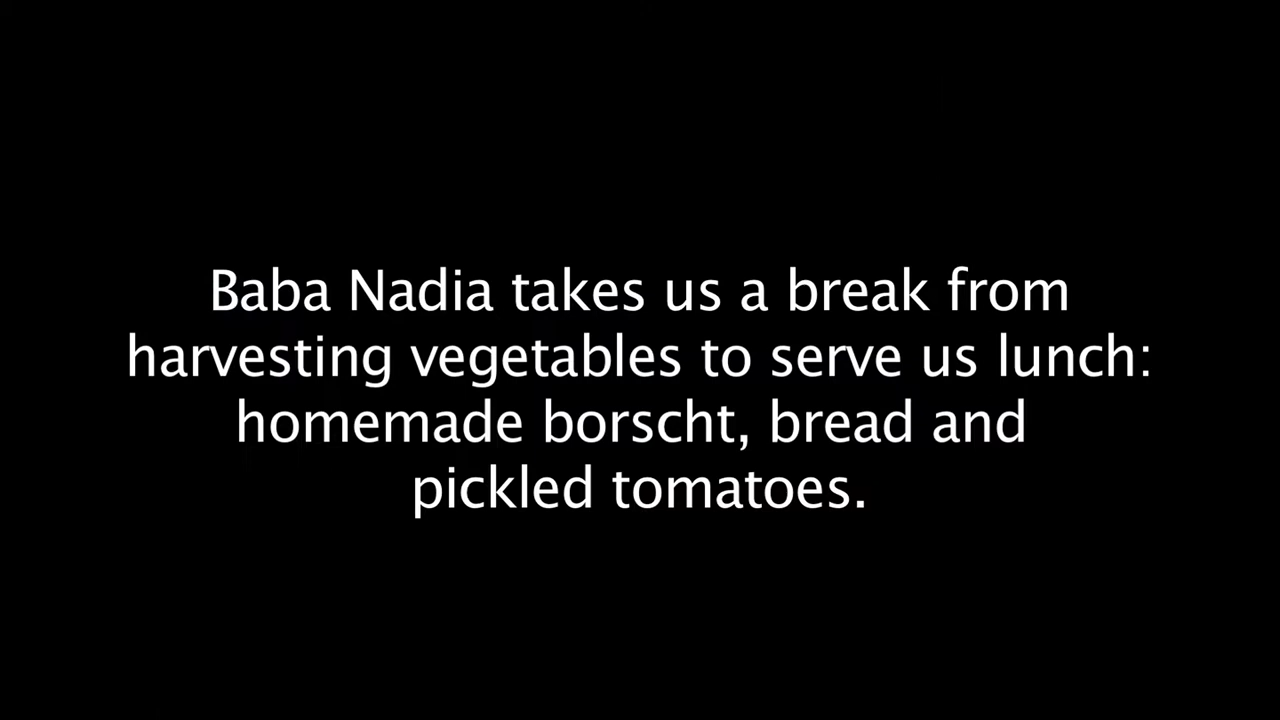 Baba Nadia takes us a break from
harvesting vegetables to serve us lunch:
homemade borscht, bread and
pickled tomatoes.